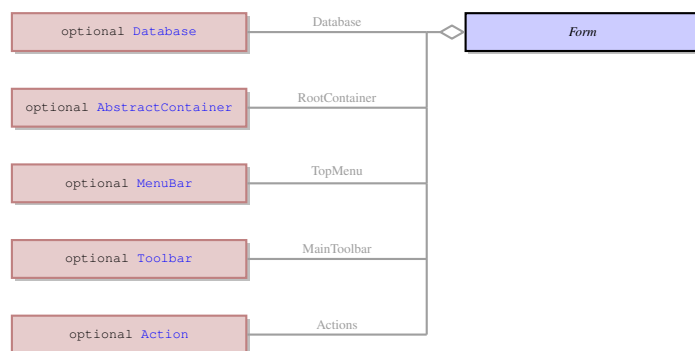 optional Database
Database
Form
optional AbstractContainer
RootContainer
optional MenuBar
TopMenu
optional Toolbar
MainToolbar
optional Action
Actions